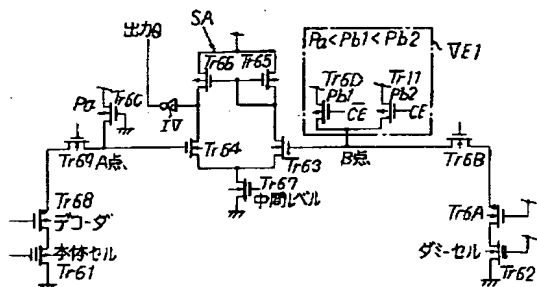 出力Q
SA
Pa<Pb1<Pb2
VE1
Tr66
Tr65
Tr6D
Tr11
Pb1
Pb2
Pa
Tr6C
CE
CE
IV
Tr69
A点
Tr64
Tr63
B点
Tr6B
Tr67
中間レベル
Tr68
デコーダ
Tr6A
本体セル
Tr61
ダミーセル
Tr62